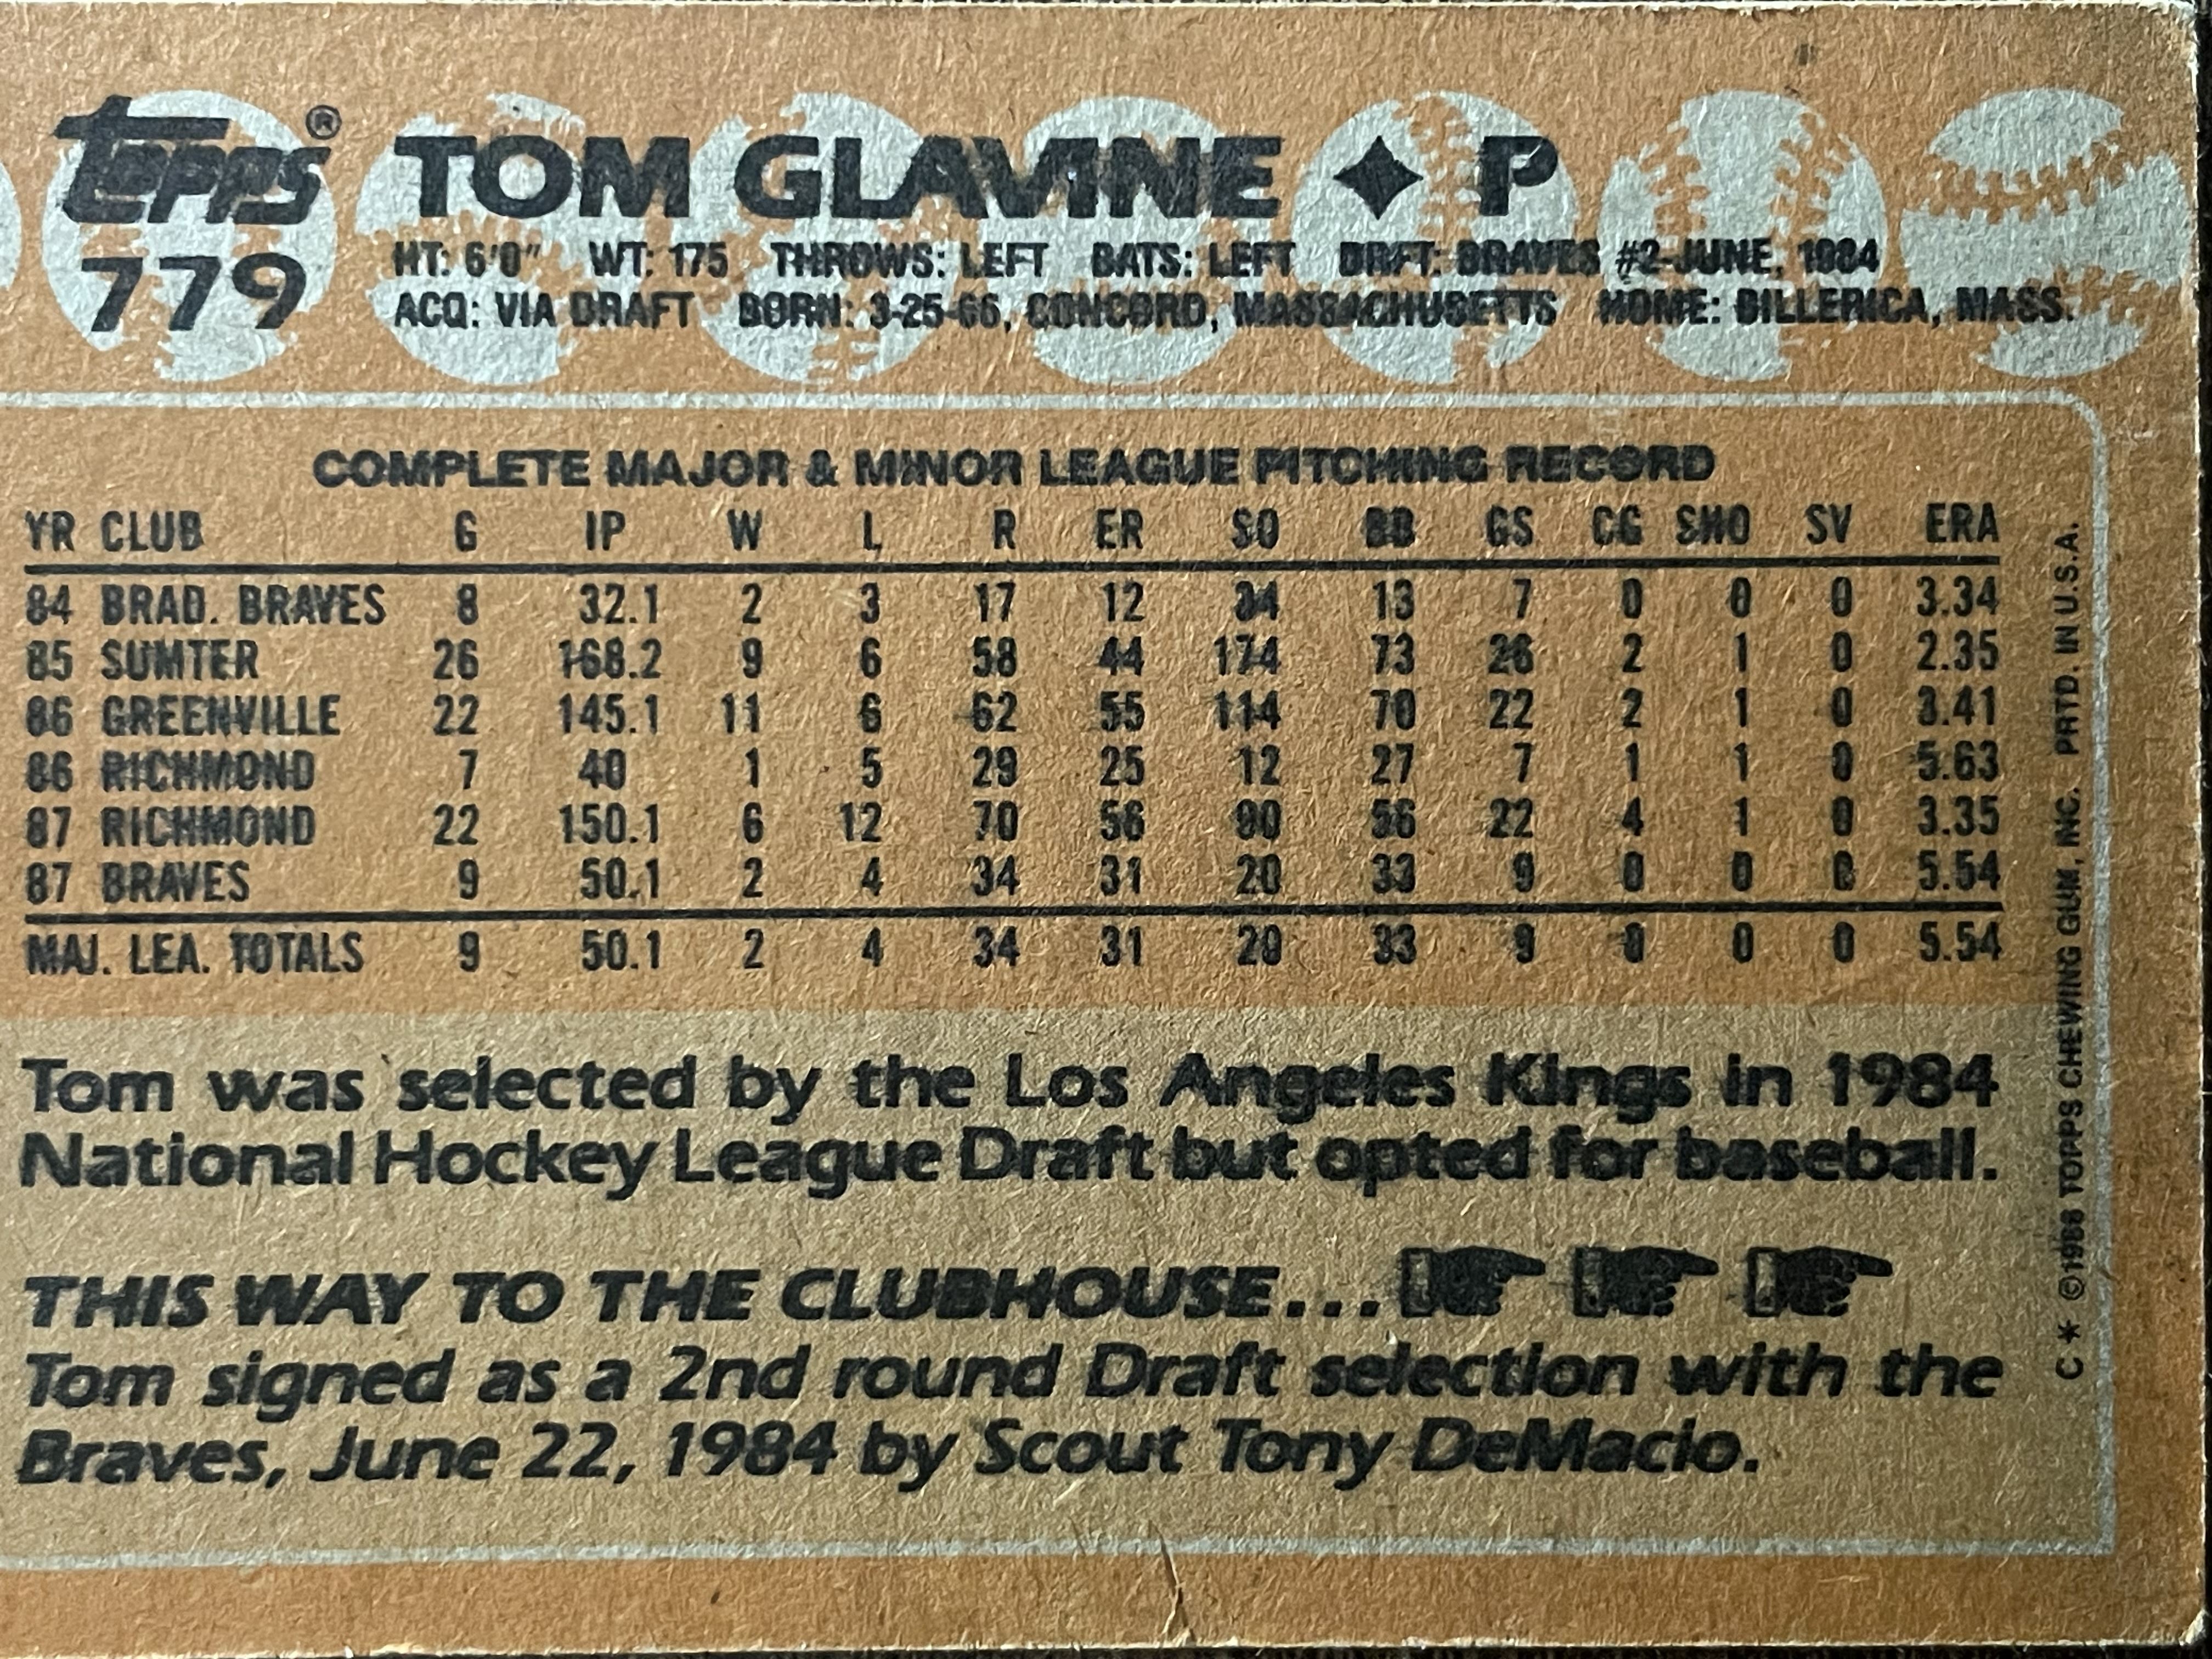 topps® TOM GLAVINE ✦ P
779 HT: 6'0" WT: 175 THROWS: LEFT BATS: LEFT DRFT: BRAVES #2-JUNE, 1984
ACQ: VIA DRAFT BORN: 3-25-66, CONCORD, MASSACHUSETTS HOME: BILLERICA, MASS.
COMPLETE MAJOR & MINOR LEAGUE PITCHING RECORD
YR CLUB G IP W L R ER SO BB GS CG SHO SV ERA
84 BRAD. BRAVES 8 32.1 2 3 17 12 34 13 7 0 0 0 3.34
85 SUMTER 26 168.2 9 6 58 44 174 73 26 2 1 0 2.35
86 GREENVILLE 22 145.1 11 6 62 55 114 70 22 2 1 0 3.41
86 RICHMOND 7 40 1 5 29 25 12 27 7 1 1 0 5.63
87 RICHMOND 22 150.1 6 12 70 56 90 56 22 4 1 0 3.35
87 BRAVES 9 50.1 2 4 34 31 20 33 9 0 0 0 5.54
MAJ. LEA. TOTALS 9 50.1 2 4 34 31 20 33 9 0 0 0 5.54
Tom was selected by the Los Angeles Kings in 1984
National Hockey League Draft but opted for baseball.
THIS WAY TO THE CLUBHOUSE...
Tom signed as a 2nd round Draft selection with the
Braves, June 22, 1984 by Scout Tony DeMacio.
C * ©1988 TOPPS CHEWING GUM, INC. PRTD. IN U.S.A.